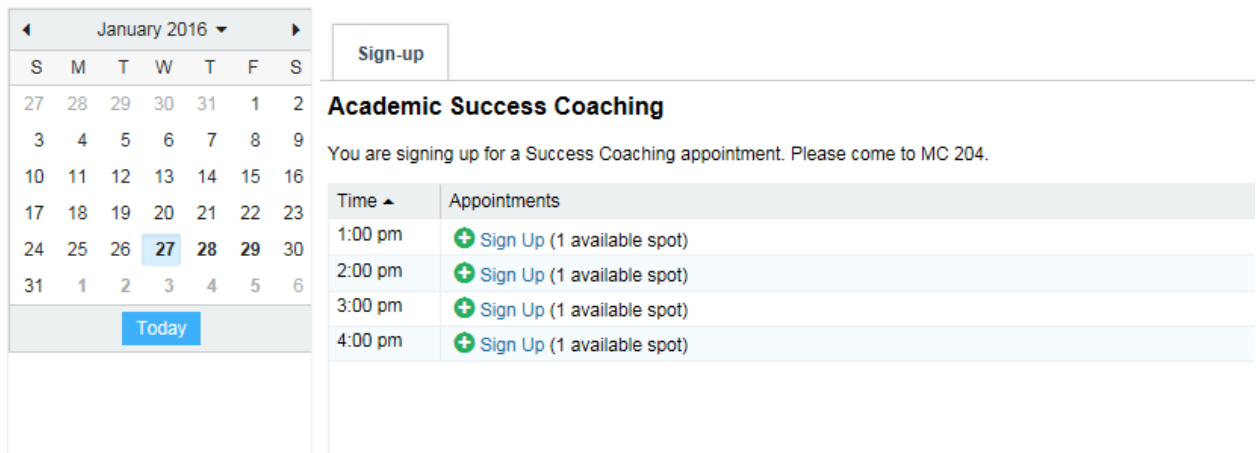 January 2016
S M T W T F S
27 28 29 30 31 1 2
3 4 5 6 7 8 9
10 11 12 13 14 15 16
17 18 19 20 21 22 23
24 25 26 27 28 29 30
31 1 2 3 4 5 6
Today
Sign-up
Academic Success Coaching
You are signing up for a Success Coaching appointment. Please come to MC 204.
Time Appointments
1:00 pm Sign Up (1 available spot)
2:00 pm Sign Up (1 available spot)
3:00 pm Sign Up (1 available spot)
4:00 pm Sign Up (1 available spot)